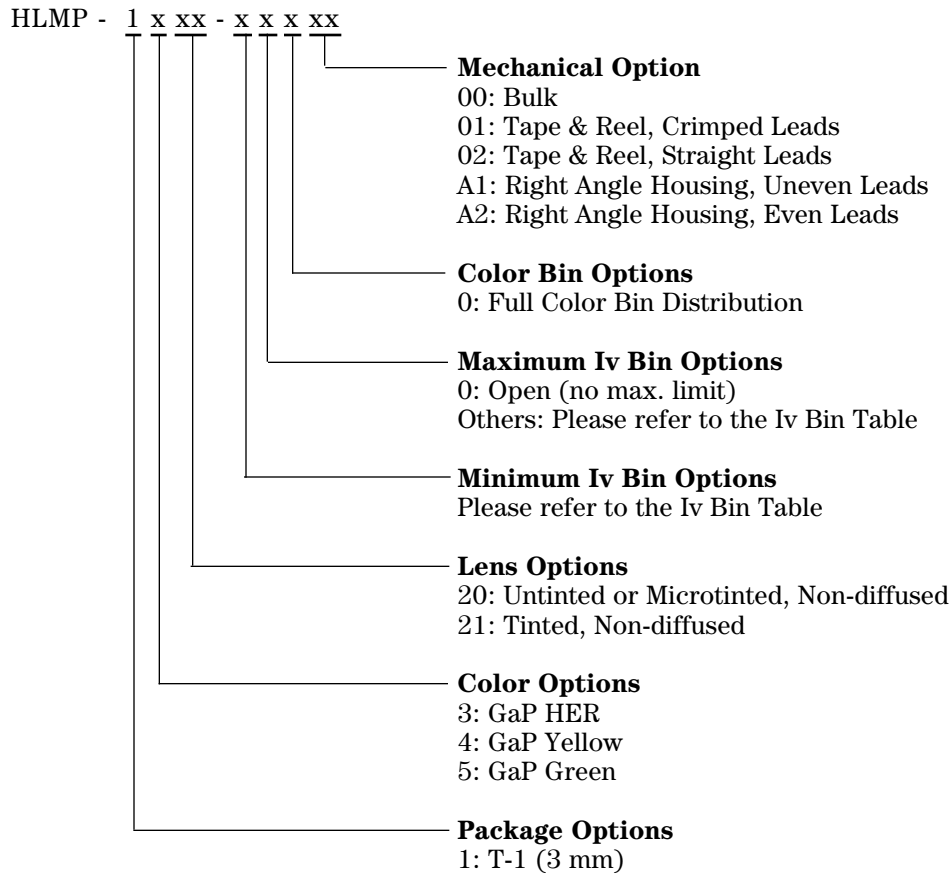 HLMP - 1 x xx - x x x xx
Mechanical Option
00: Bulk
01: Tape & Reel, Crimped Leads
02: Tape & Reel, Straight Leads
A1: Right Angle Housing, Uneven Leads
A2: Right Angle Housing, Even Leads
Color Bin Options
0: Full Color Bin Distribution
Maximum Iv Bin Options
0: Open (no max. limit)
Others: Please refer to the Iv Bin Table
Minimum Iv Bin Options
Please refer to the Iv Bin Table
Lens Options
20: Untinted or Microtinted, Non-diffused
21: Tinted, Non-diffused
Color Options
3: GaP HER
4: GaP Yellow
5: GaP Green
Package Options
1: T-1 (3 mm)